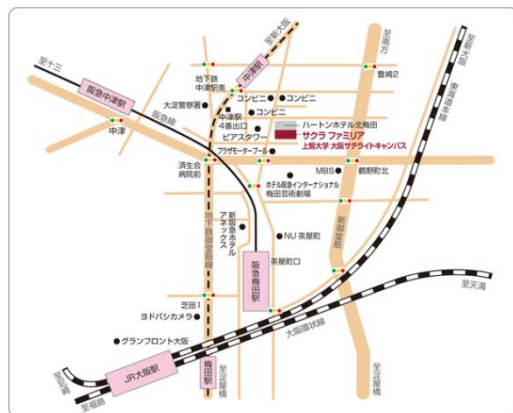 至新大阪
至南方
至新大阪
至十三
中津駅
地下鉄
中津駅南
豊崎2
阪急中津駅
大淀警察署
コンビニ
コンビニ
コンビニ
東海道本線
阪急線
中津駅
4番出口
ハートンホテル北梅田
サクラ ファミリア
上智大学 大阪サテライトキャンパス
ピアスタワー
中津
プラザモータープール
済生会
病院前
MBS
鶴野町北
ホテル阪急インターナショナル
梅田芸術劇場
地下鉄御堂筋線
新阪急ホテル
アネックス
NU 茶屋町
新御堂筋
阪急梅田駅
茶屋町口
至天満
芝田1
ヨドバシカメラ
大阪環状線
グランフロント大阪
JR大阪駅
梅田駅
至淀屋橋
至淀屋橋
至福島